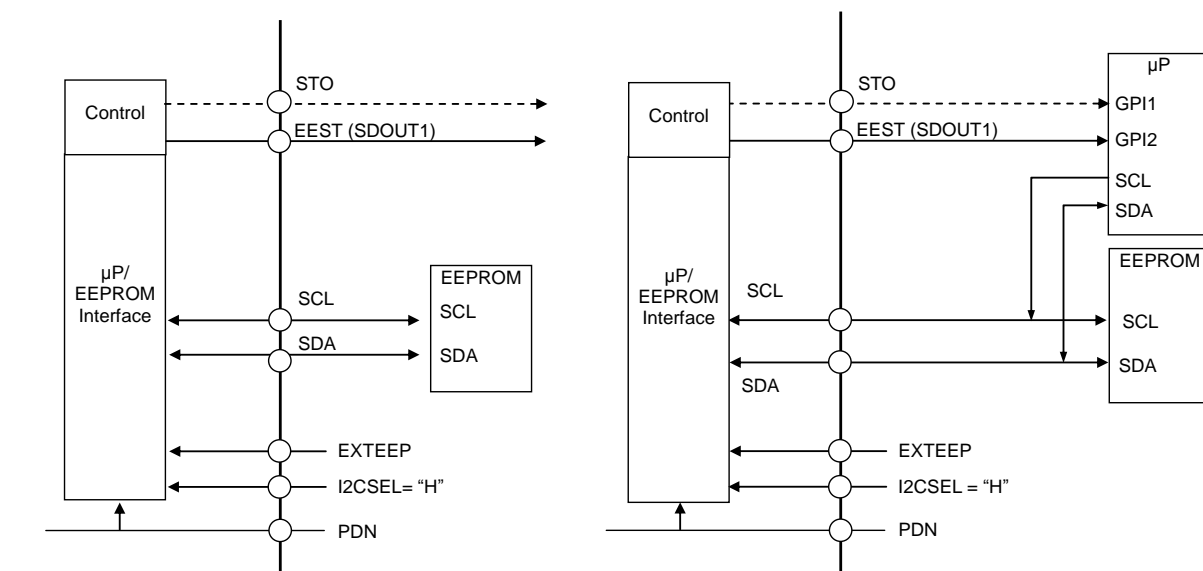 STO
Control
EEST (SDOUT1)
µP/
EEPROM
Interface
SCL
SDA
EEPROM
SCL
SDA
EXTEEP
I2CSEL= “H”
PDN
STO
Control
EEST (SDOUT1)
µP
GPI1
GPI2
SCL
SDA
µP/
EEPROM
Interface
SCL
SDA
EEPROM
SCL
SDA
EXTEEP
I2CSEL = “H”
PDN